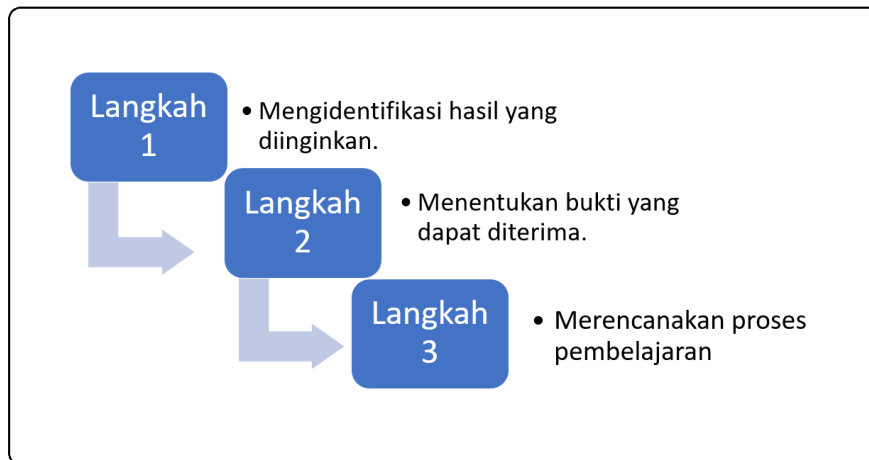 Langkah
1
• Mengidentifikasi hasil yang
diinginkan.
Langkah
2
• Menentukan bukti yang
dapat diterima.
Langkah
3
• Merencanakan proses
pembelajaran